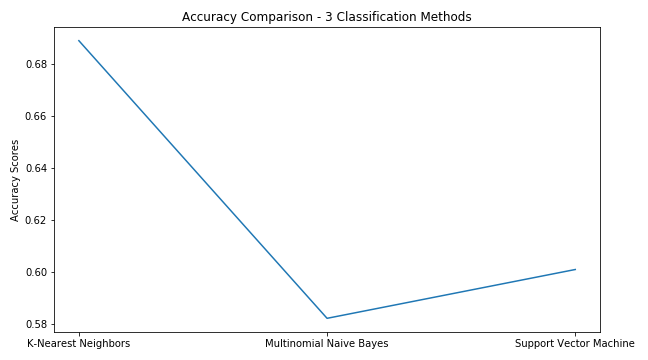 Accuracy Comparison - 3 Classification Methods
Accuracy Scores
0.68
0.66
0.64
0.62
0.60
0.58
K-Nearest Neighbors
Multinomial Naive Bayes
Support Vector Machine